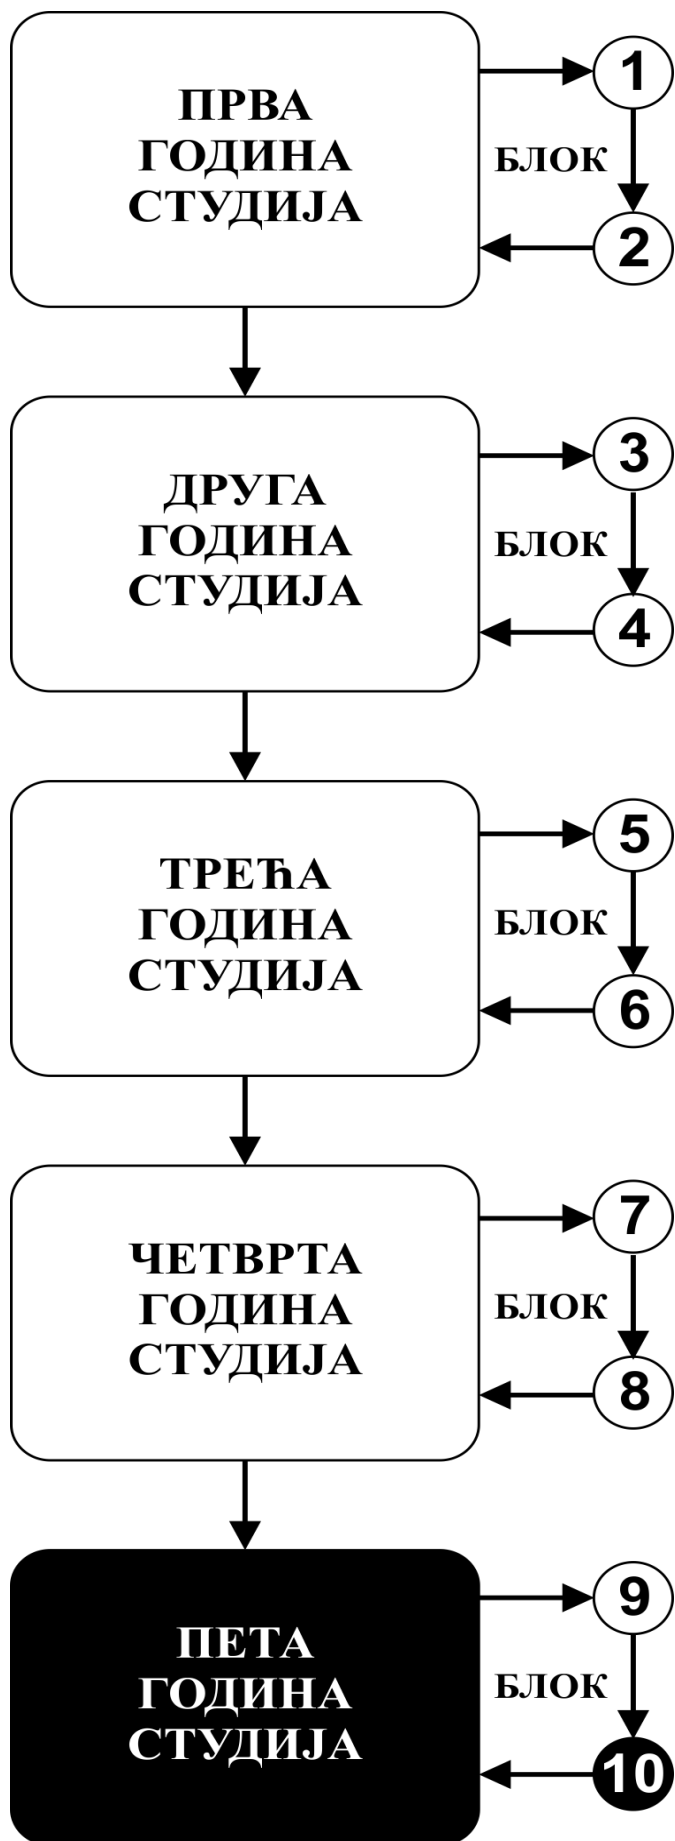 ПРВА
ГОДИНА
СТУДИЈА
1
БЛОК
2
ДРУГА
ГОДИНА
СТУДИЈА
3
БЛОК
4
ТРЕЋА
ГОДИНА
СТУДИЈА
5
БЛОК
6
ЧЕТВРТА
ГОДИНА
СТУДИЈА
7
БЛОК
8
ПЕТА
ГОДИНА
СТУДИЈА
9
БЛОК
10